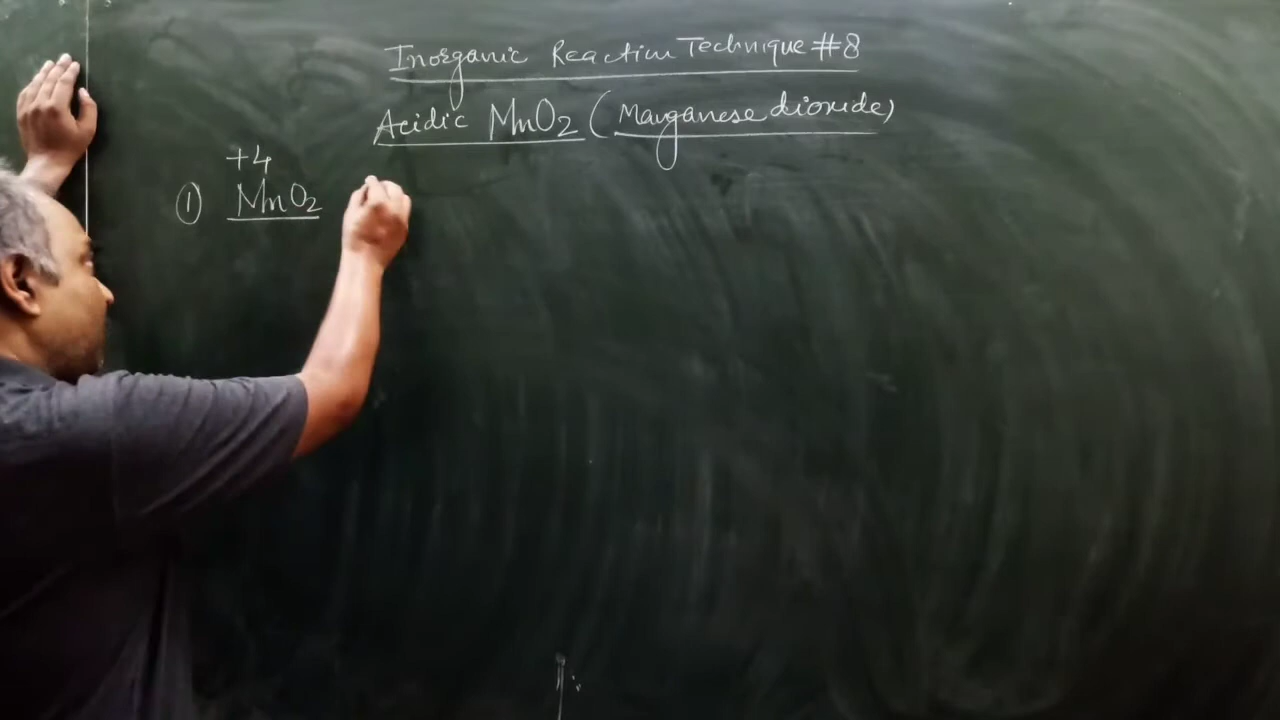 Inorganic Reaction Technique #8
Acidic MnO2 (Manganese dioxide)
+4
① MnO2